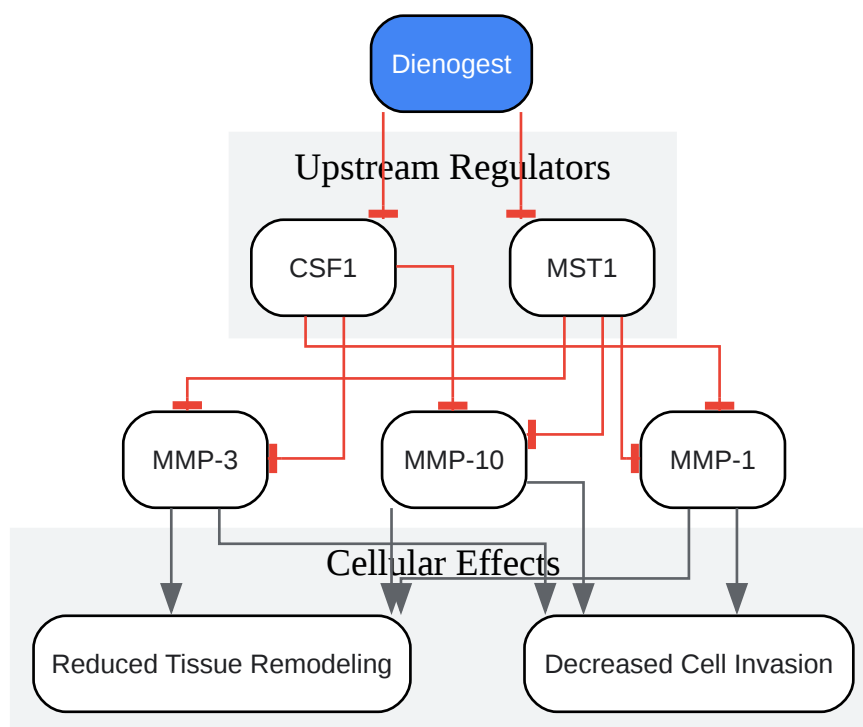 Dienogest
Upstream Regulators
CSF1
MST1
MMP-3
MMP-10
MMP-1
Cellular Effects
Reduced Tissue Remodeling
Decreased Cell Invasion